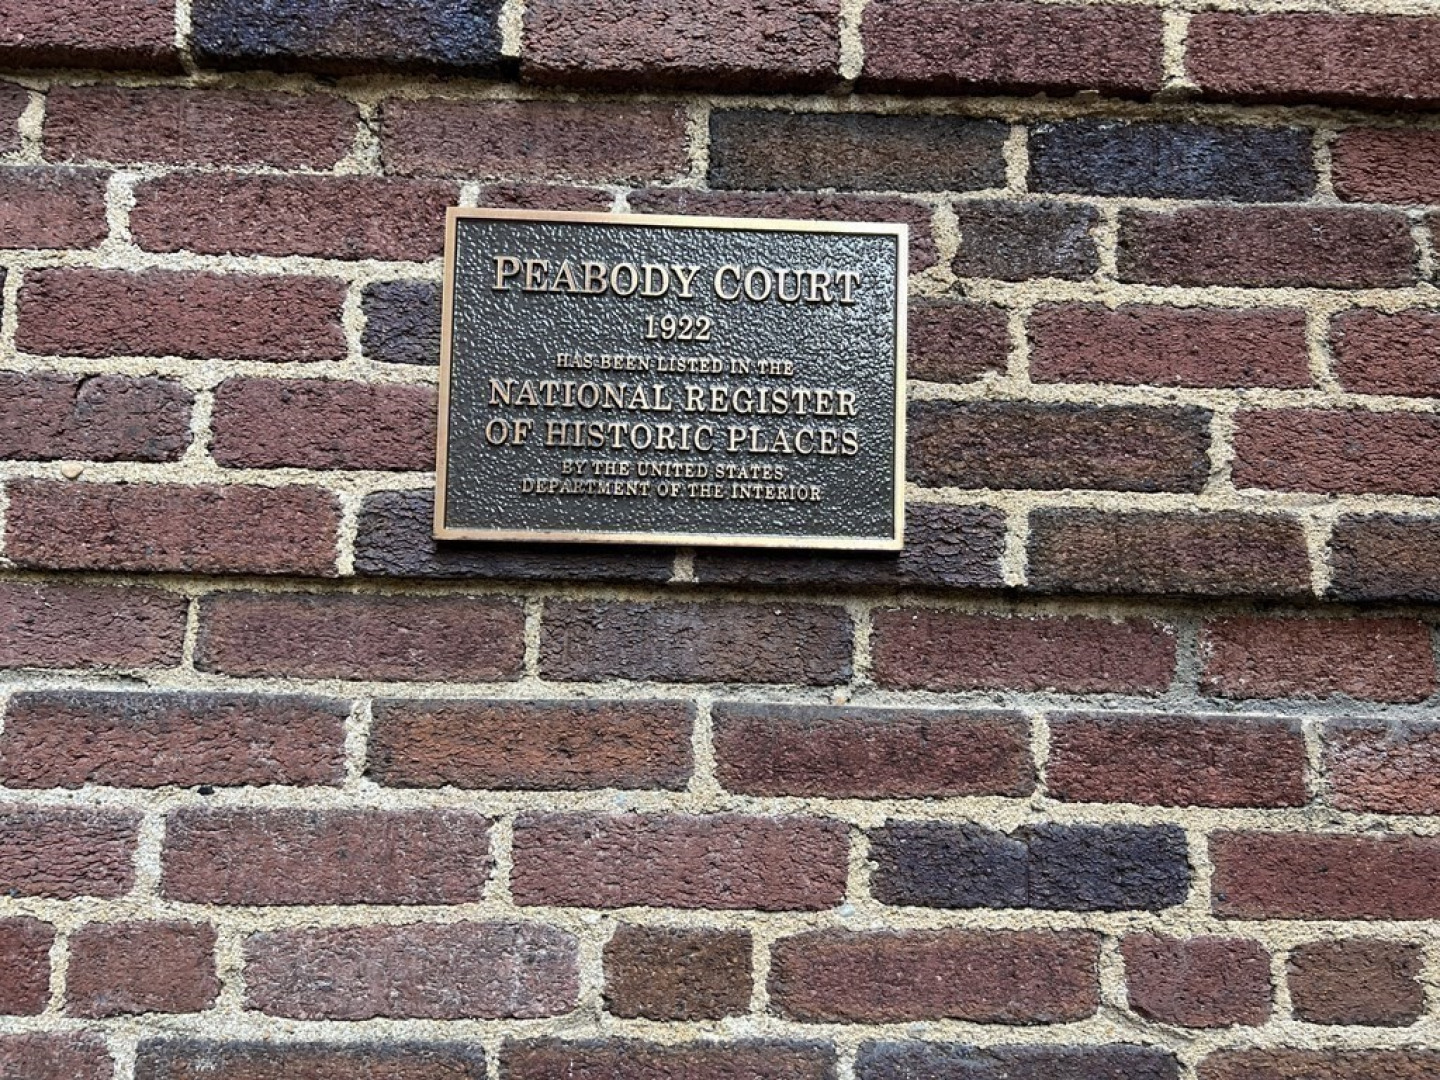 PEABODY COURT
1922
HAS BEEN LISTED IN THE
NATIONAL REGISTER
OF HISTORIC PLACES
BY THE UNITED STATES
DEPARTMENT OF THE INTERIOR